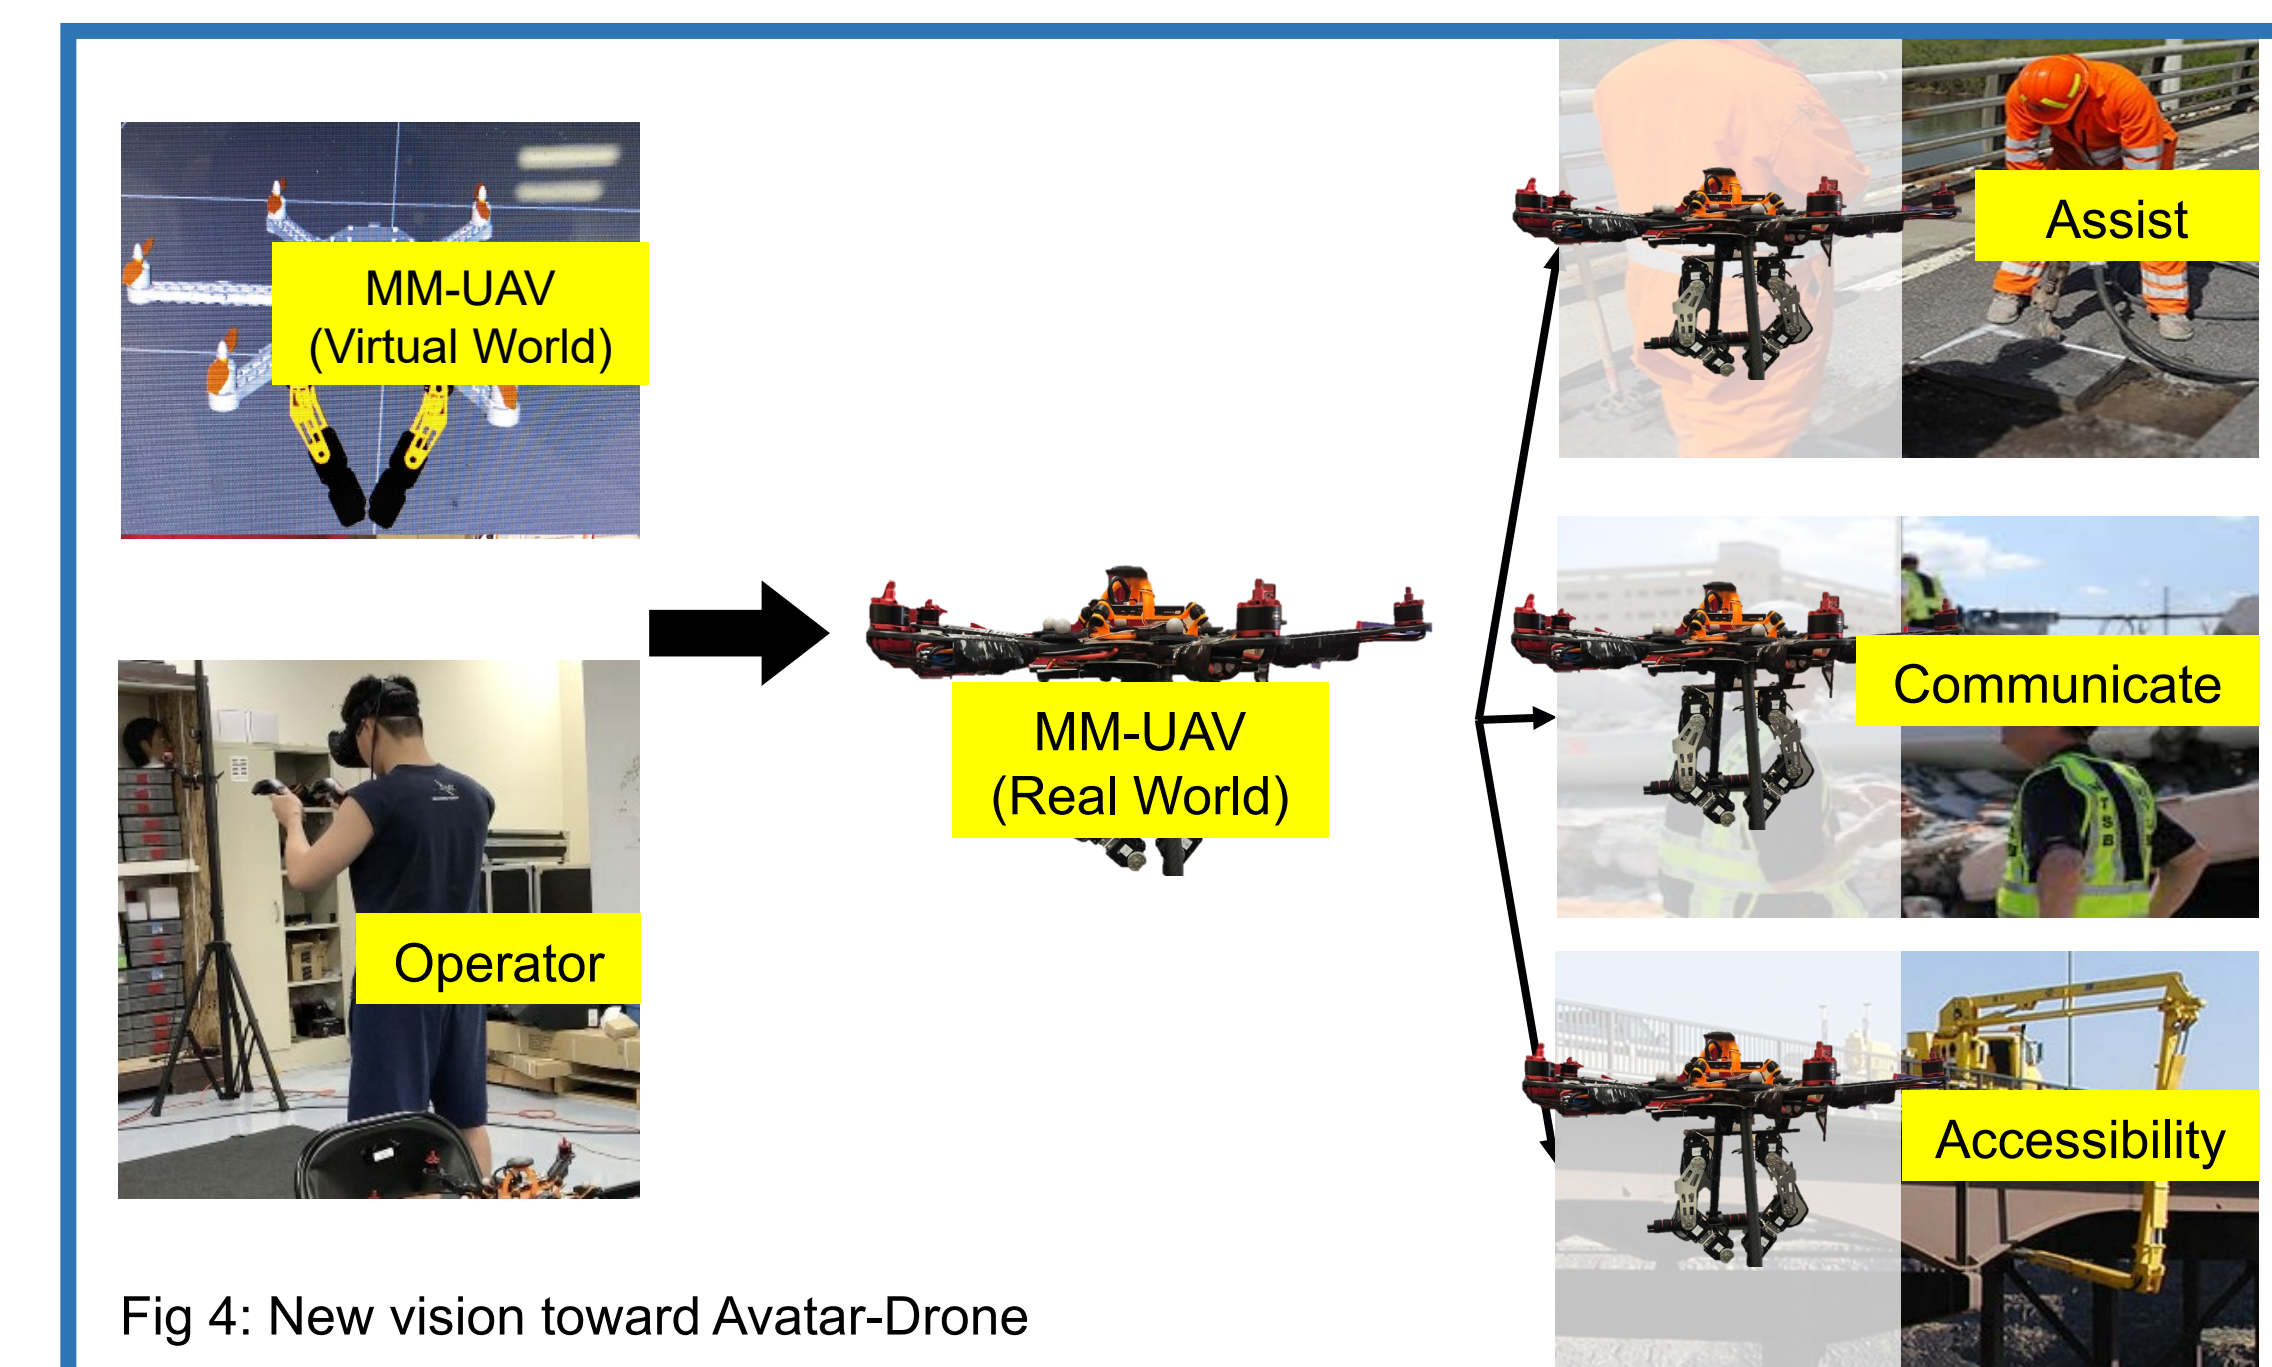 MM-UAV
(Virtual World)
Operator
MM-UAV
(Real World)
Assist
Communicate
T
S
B
Accessibility
Fig 4: New vision toward Avatar-Drone